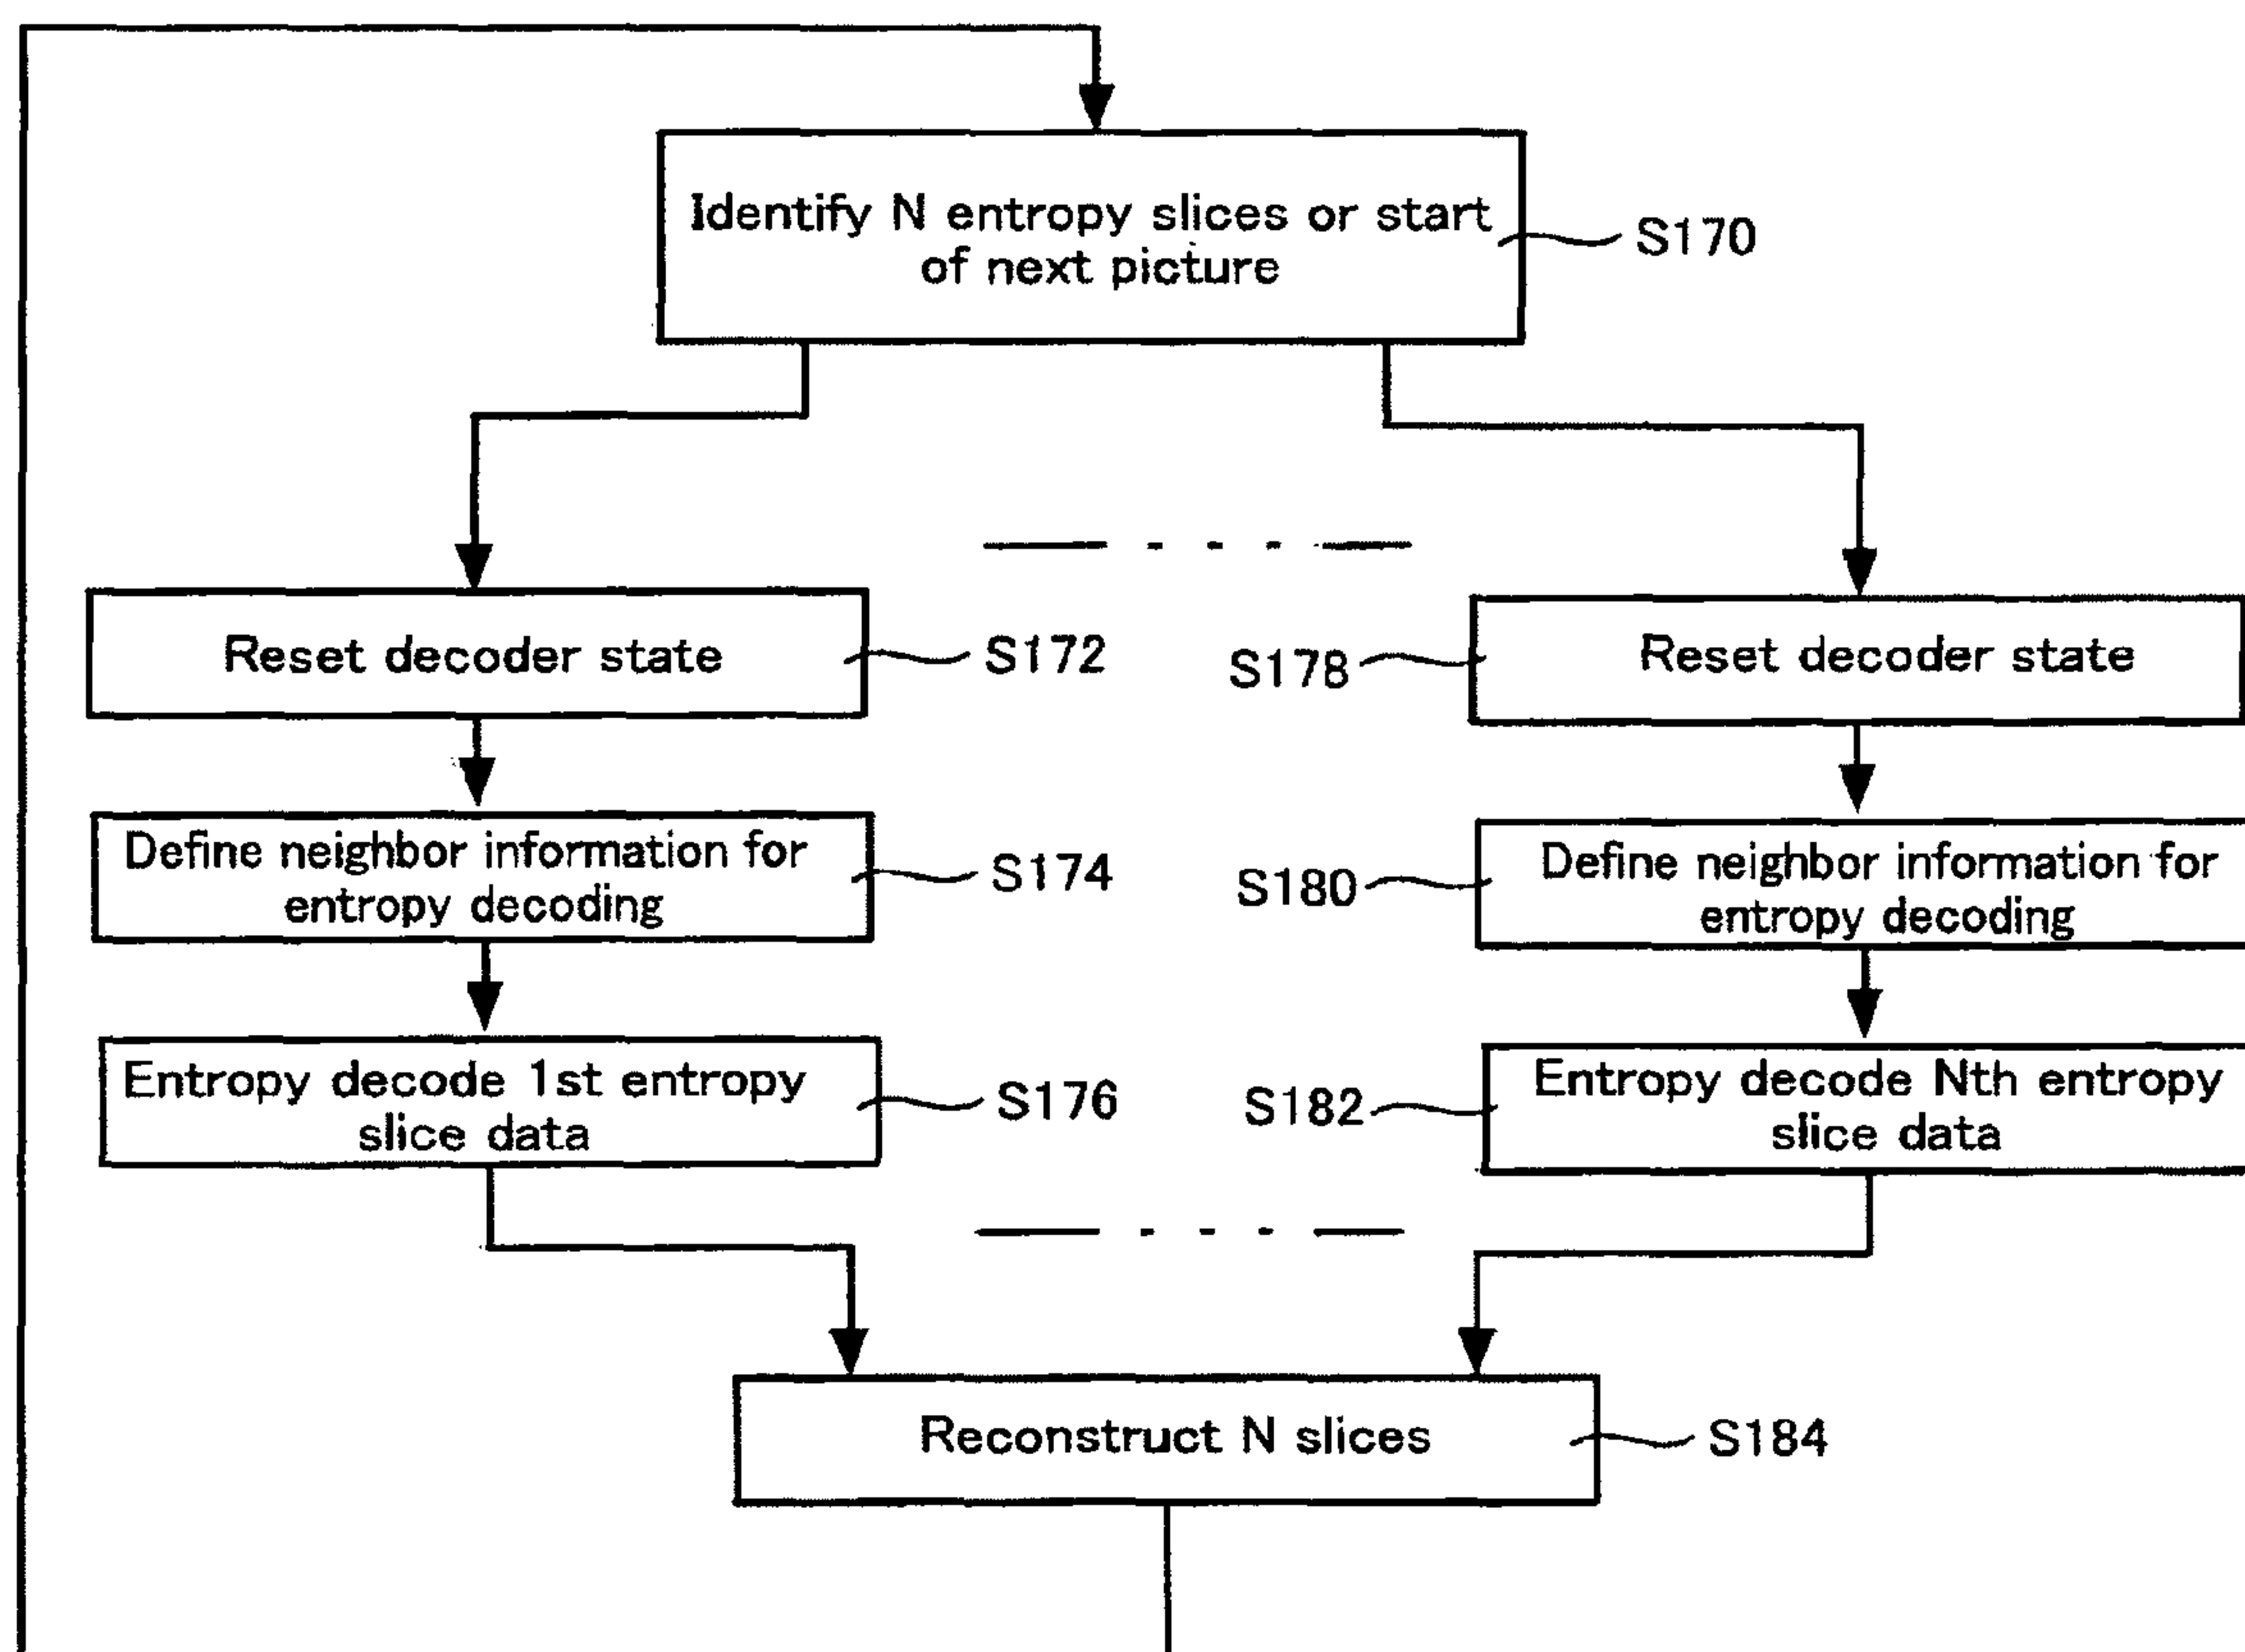 Identify N entropy slices or start
of next picture
S170
Reset decoder state
S172
S178
Reset decoder state
Define neighbor information for
entropy decoding
S174
S180
Define neighbor information for
entropy decoding
Entropy decode 1st entropy
slice data
S176
S182
Entropy decode Nth entropy
slice data
Reconstruct N slices
S184